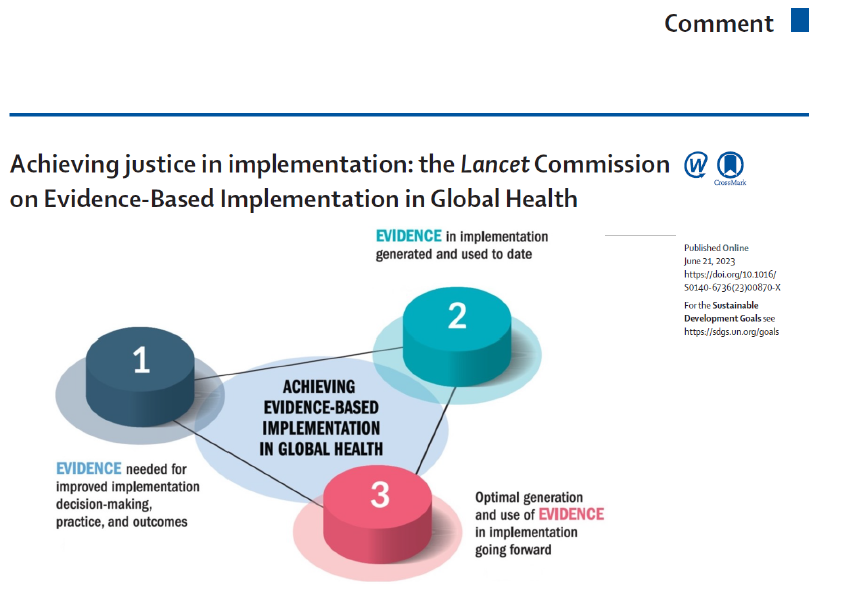 Comment
Achieving justice in implementation: the Lancet Commission
on Evidence-Based Implementation in Global Health
W
CrossMark
Published Online
June 21, 2023
https://doi.org/10.1016/
S0140-6736(23)00870-X
For the Sustainable
Development Goals see
https://sdgs.un.org/goals
EVIDENCE in implementation
generated and used to date
2
1
ACHIEVING
EVIDENCE-BASED
IMPLEMENTATION
IN GLOBAL HEALTH
EVIDENCE needed for
improved implementation
decision-making,
practice, and outcomes
3
Optimal generation
and use of EVIDENCE
in implementation
going forward